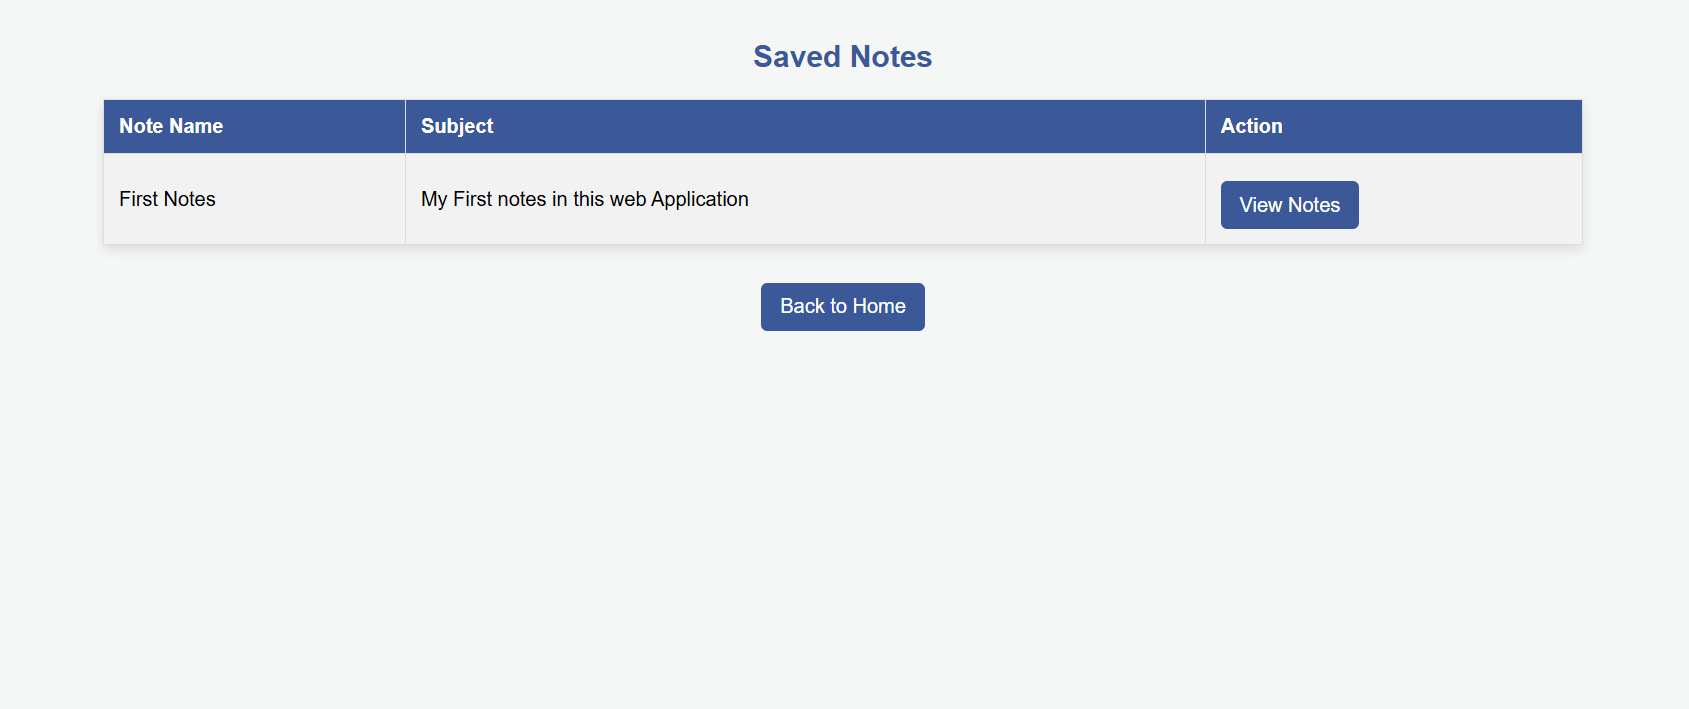 Saved Notes
Note Name Subject Action
First Notes My First notes in this web Application View Notes
Back to Home